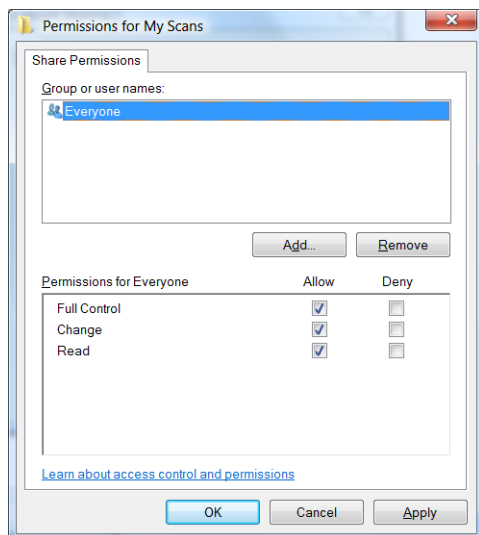 Permissions for My Scans
Share Permissions
Group or user names:
Everyone
Add...
Remove
Permissions for Everyone Allow Deny
Full Control
Change
Read
Learn about access control and permissions
OK Cancel Apply